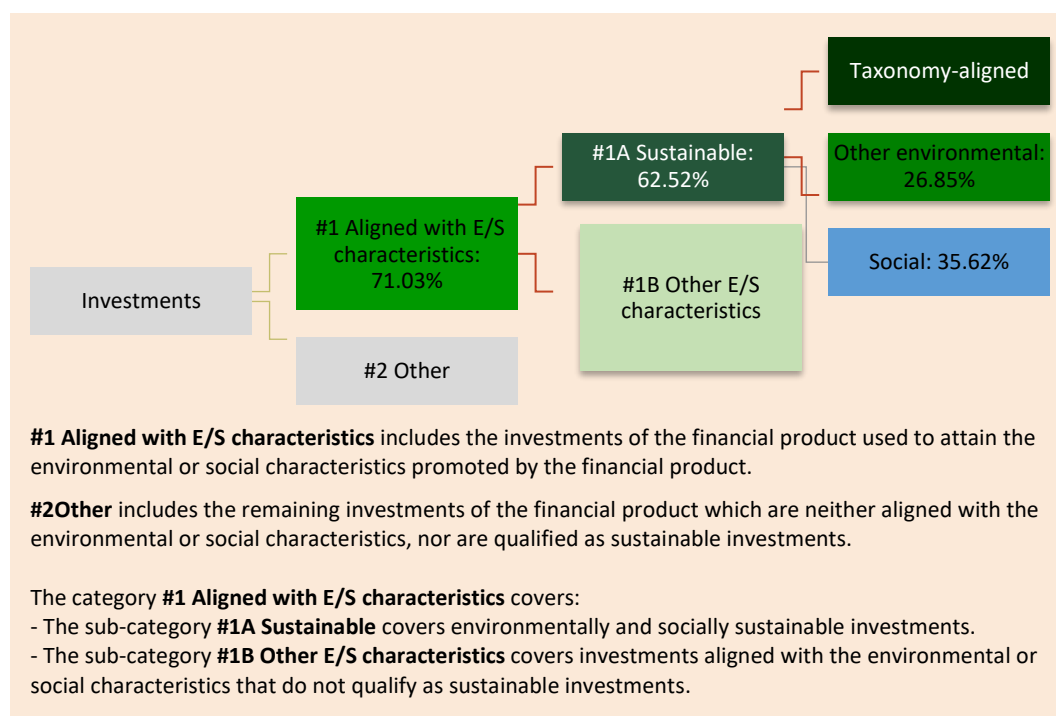 Taxonomy-aligned
#1A Sustainable:
62.52%
Other environmental:
26.85%
#1 Aligned with E/S
characteristics:
71.03%
Social: 35.62%
#1B Other E/S
characteristics
Investments
#2 Other
#1 Aligned with E/S characteristics includes the investments of the financial product used to attain the
environmental or social characteristics promoted by the financial product.
#2Other includes the remaining investments of the financial product which are neither aligned with the
environmental or social characteristics, nor are qualified as sustainable investments.
The category #1 Aligned with E/S characteristics covers:
- The sub-category #1A Sustainable covers environmentally and socially sustainable investments.
- The sub-category #1B Other E/S characteristics covers investments aligned with the environmental or
social characteristics that do not qualify as sustainable investments.